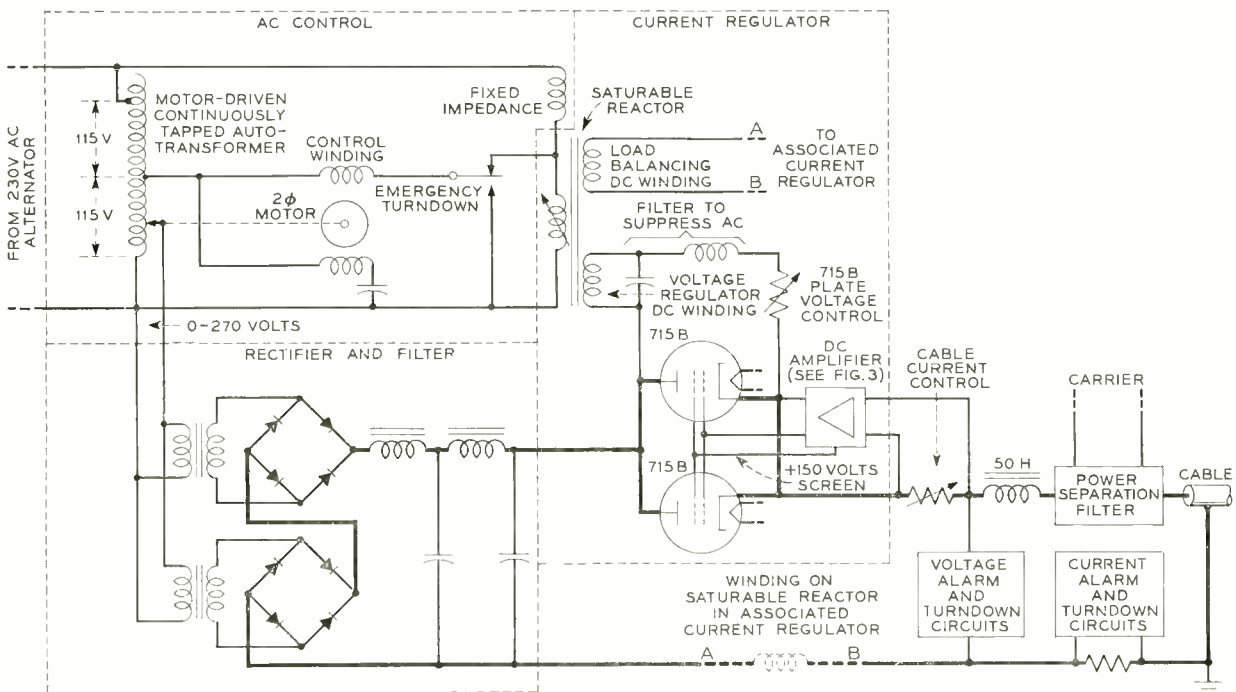 AC CONTROL
CURRENT REGULATOR
FROM 230V AC
ALTERNATOR
115 V
115 V
MOTOR-DRIVEN
CONTINUOUSLY
TAPPED AUTO-
TRANSFORMER
CONTROL
WINDING
2φ
MOTOR
EMERGENCY
TURNDOWN
FIXED
IMPEDANCE
SATURABLE
REACTOR
LOAD
BALANCING
DC WINDING
A
B
TO
ASSOCIATED
CURRENT
REGULATOR
FILTER TO
SUPPRESS AC
VOLTAGE
REGULATOR
DC WINDING
715 B
PLATE
VOLTAGE
CONTROL
0-270 VOLTS
RECTIFIER AND FILTER
715 B
715 B
DC
AMPLIFIER
(SEE FIG. 3)
+150 VOLTS
SCREEN
CABLE
CURRENT
CONTROL
50 H
CARRIER
POWER
SEPARATION
FILTER
CABLE
VOLTAGE
ALARM
AND
TURNDOWN
CIRCUITS
CURRENT
ALARM
AND
TURNDOWN
CIRCUITS
WINDING ON
SATURABLE REACTOR
IN ASSOCIATED
CURRENT REGULATOR
A
B